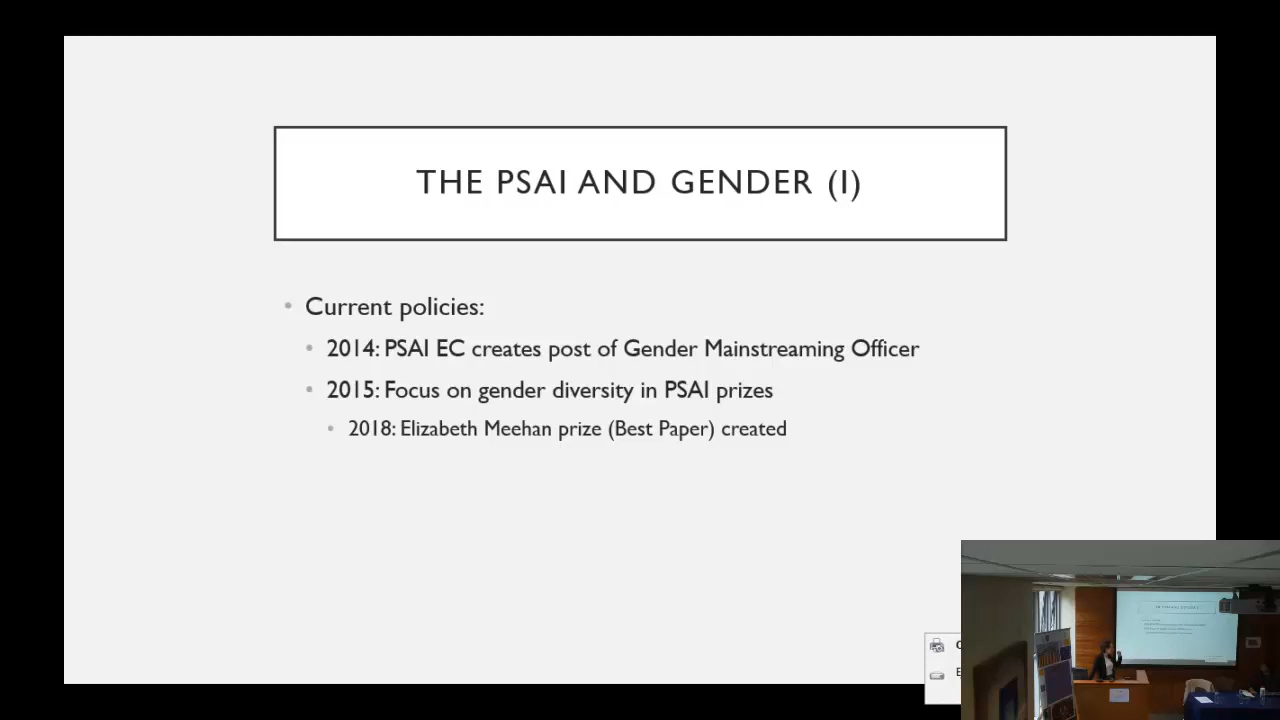 THE PSAI AND GENDER (I)
• Current policies:
• 2014: PSAI EC creates post of Gender Mainstreaming Officer
• 2015: Focus on gender diversity in PSAI prizes
• 2018: Elizabeth Meehan prize (Best Paper) created